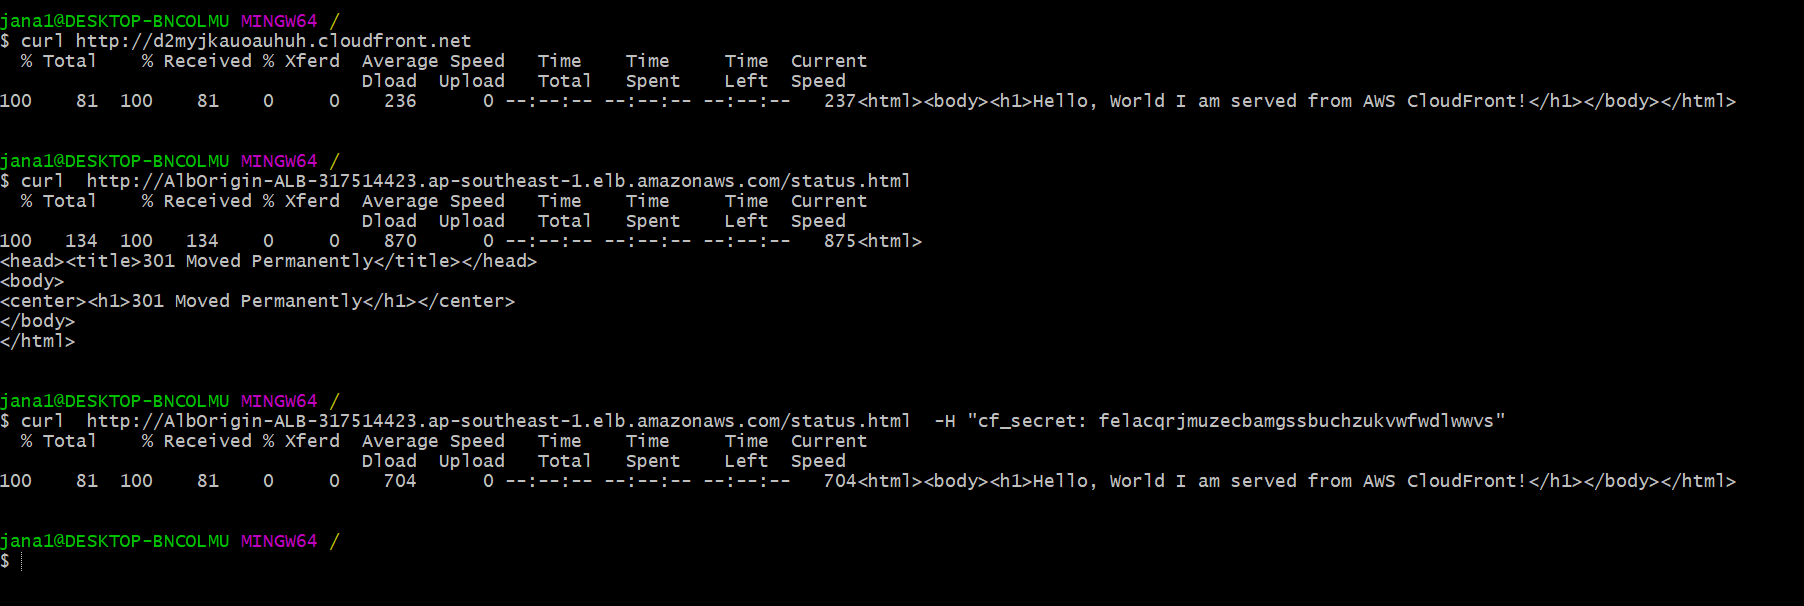 jana1@DESKTOP-BNCOLMU MINGW64 /
$ curl http://d2myjkauoauhuh.cloudfront.net
  % Total    % Received % Xferd  Average Speed   Time    Time     Time  Current
                                 Dload  Upload   Total   Spent    Left  Speed
100    81  100    81    0     0    236      0 --:--:-- --:--:-- --:--:--   237<html><body><h1>Hello, World I am served from AWS CloudFront!</h1></body></html>
jana1@DESKTOP-BNCOLMU MINGW64 /
$ curl  http://AlbOrigin-ALB-317514423.ap-southeast-1.elb.amazonaws.com/status.html
  % Total    % Received % Xferd  Average Speed   Time    Time     Time  Current
                                 Dload  Upload   Total   Spent    Left  Speed
100   134  100   134    0     0    870      0 --:--:-- --:--:-- --:--:--   875<html>
<head><title>301 Moved Permanently</title></head>
<body>
<center><h1>301 Moved Permanently</h1></center>
</body>
</html>
jana1@DESKTOP-BNCOLMU MINGW64 /
$ curl  http://AlbOrigin-ALB-317514423.ap-southeast-1.elb.amazonaws.com/status.html  -H "cf_secret: felacqrjmuzecbamgssbuchzukvwfwdlwwvs"
  % Total    % Received % Xferd  Average Speed   Time    Time     Time  Current
                                 Dload  Upload   Total   Spent    Left  Speed
100    81  100    81    0     0    704      0 --:--:-- --:--:-- --:--:--   704<html><body><h1>Hello, World I am served from AWS CloudFront!</h1></body></html>
jana1@DESKTOP-BNCOLMU MINGW64 /
$